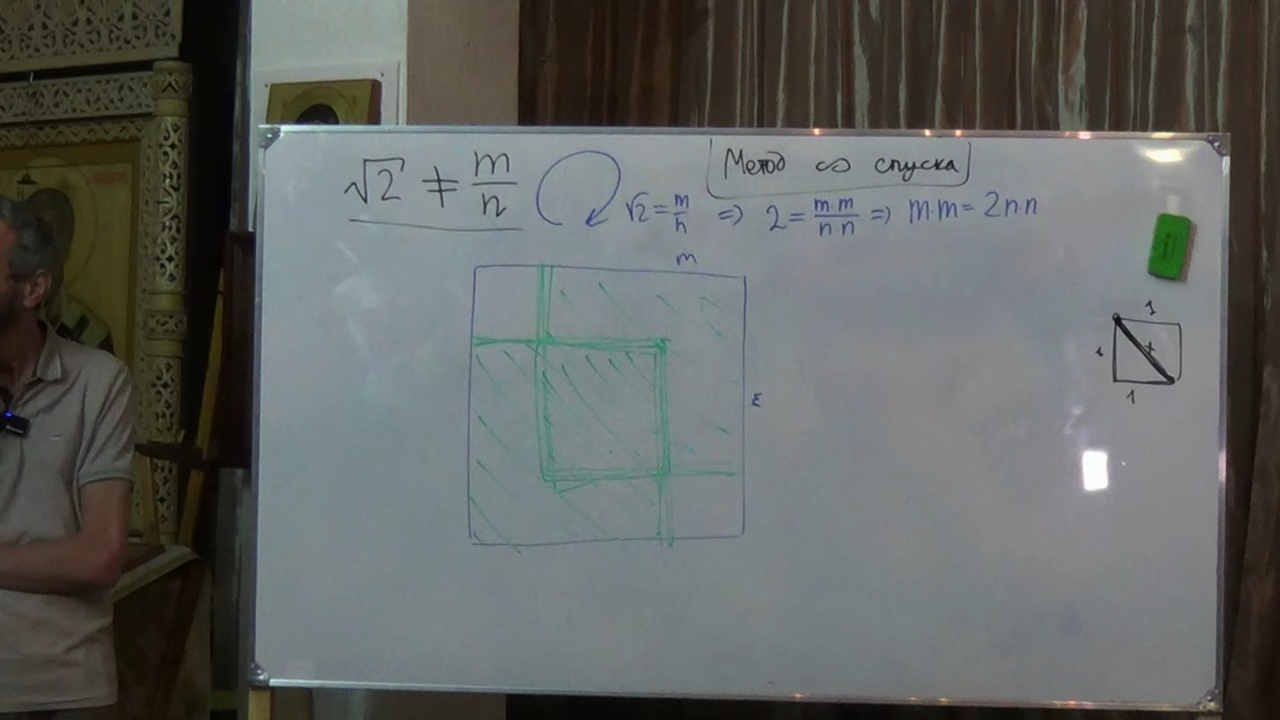 √2 ≠ m/n
Метод ∞ спуска
√2 = m/n ⇒ 2 = m·m/n·n ⇒ m·m = 2n·n
m
m
1
1
1
x